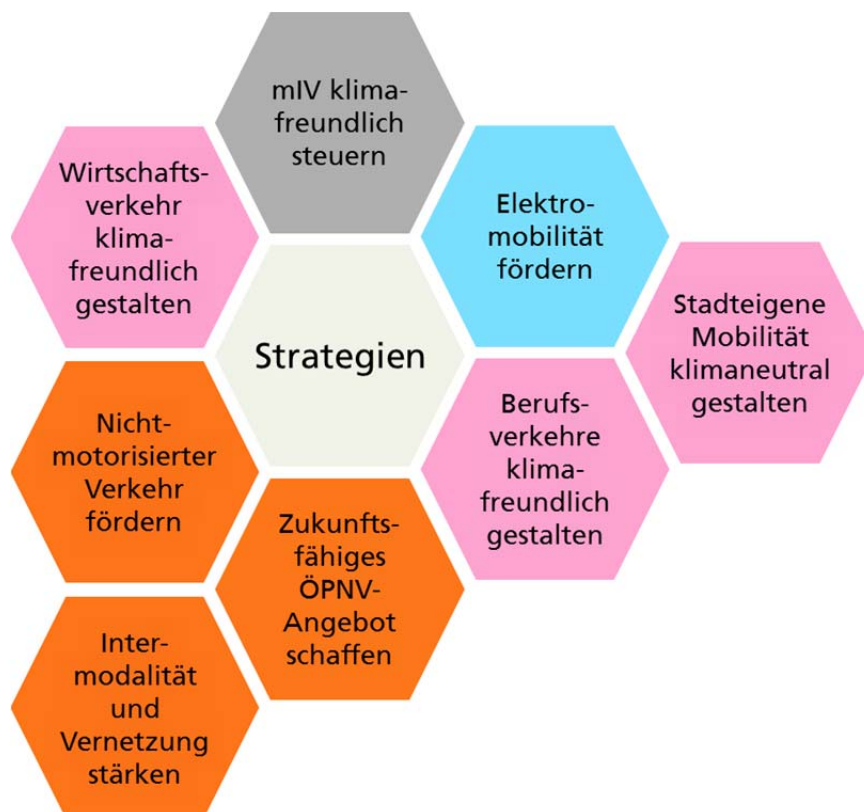 mIV klima-
freundlich
steuern
Wirtschafts-
verkehr
klima-
freundlich
gestalten
Elektro-
mobilität
fördern
Stadteigene
Mobilität
klimaneutral
gestalten
Strategien
Nicht-
motorisierter
Verkehr
fördern
Berufs-
verkehre
klima-
freundlich
gestalten
Zukunfts-
fähiges
ÖPNV-
Angebot
schaffen
Inter-
modalität
und
Vernetzung
stärken